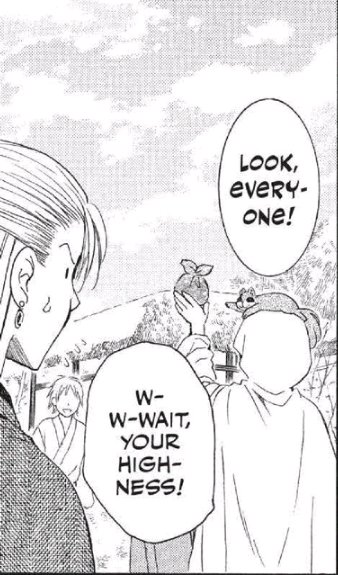 LOOK,
EVERY-
ONE!
W-
W-WAIT,
YOUR
HIGH-
NESS!